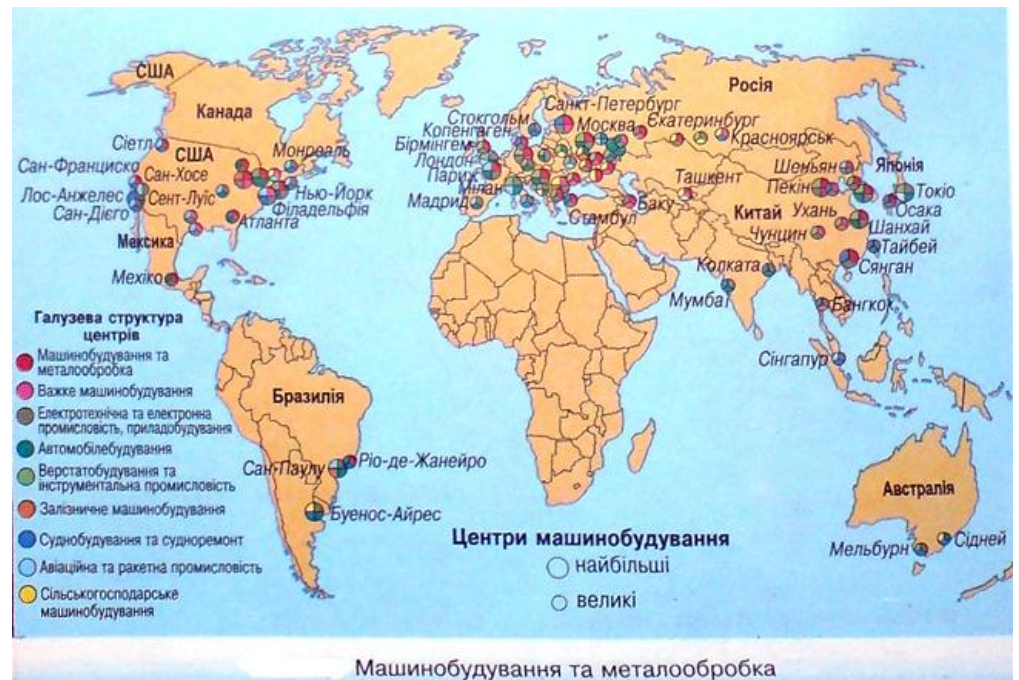 США
Канада
Росія
Санкт-Петербург
Стокгольм
Москва
Єкатеринбург
Копенгаген
Красноярськ
Сіетл
США
Монреаль
Бірмінгем
Шеньян
Японія
Сан-Франциско
Сан-Хосе
Лондон
Париж
Ташкент
Пекін
Токіо
Лос-Анжелес
Сент-Луїс
Нью-Йорк
Мілан
Баку
Осака
Сан-Дієго
Філадельфія
Мадрид
Стамбул
Китай
Ухань
Шанхай
Атланта
Чунцин
Мексика
Тайбей
Мехіко
Колката
Сянган
Мумбаї
Бангкок
Сінгапур
Галузева структура
центрів
Машинобудування та
металообробка
Важке машинобудування
Електротехнічна та електронна
промисловість, приладобудування
Автомобілебудування
Верстатобудування та
інструментальна промисловість
Залізничне машинобудування
Суднобудування та судноремонт
Авіаційна та ракетна промисловість
Сільськогосподарське
машинобудування
Бразилія
Сан-Паулу
Ріо-де-Жанейро
Буенос-Айрес
Австралія
Мельбурн
Сідней
Центри машинобудування
найбільші
великі
Машинобудування та металообробка